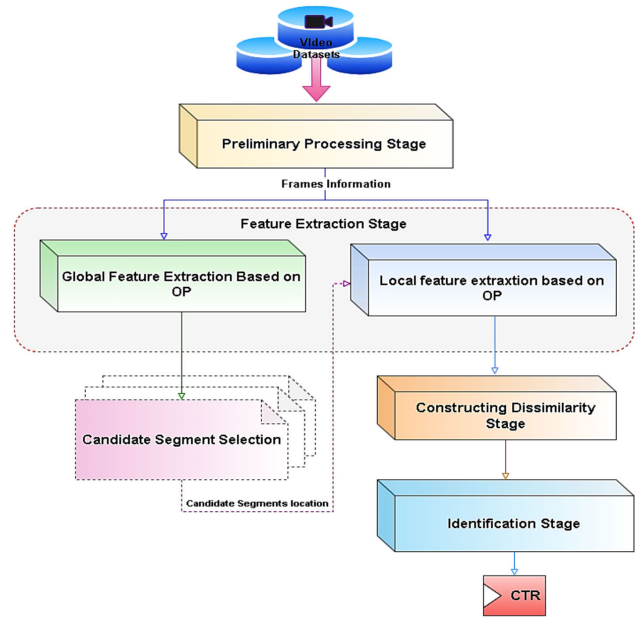 Video
Datasets
Preliminary Processing Stage
Frames Information
Feature Extraction Stage
Global Feature Extraction Based on
OP
Local feature extraxtion based on
OP
Candidate Segment Selection
Constructing Dissimilarity
Stage
Candidate Segments location
Identification Stage
CTR